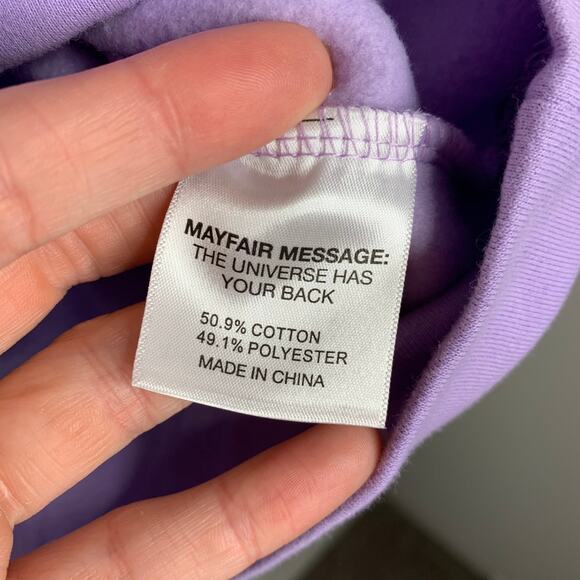 MAYFAIR MESSAGE:
THE UNIVERSE HAS
YOUR BACK
50.9% COTTON
49.1% POLYESTER
MADE IN CHINA